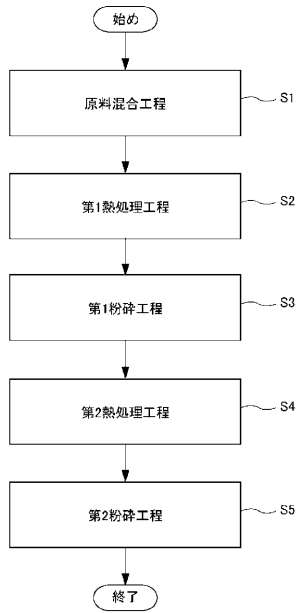 始め
原料混合工程
S1
第1熱処理工程
S2
第1粉砕工程
S3
第2熱処理工程
S4
第2粉砕工程
S5
終了